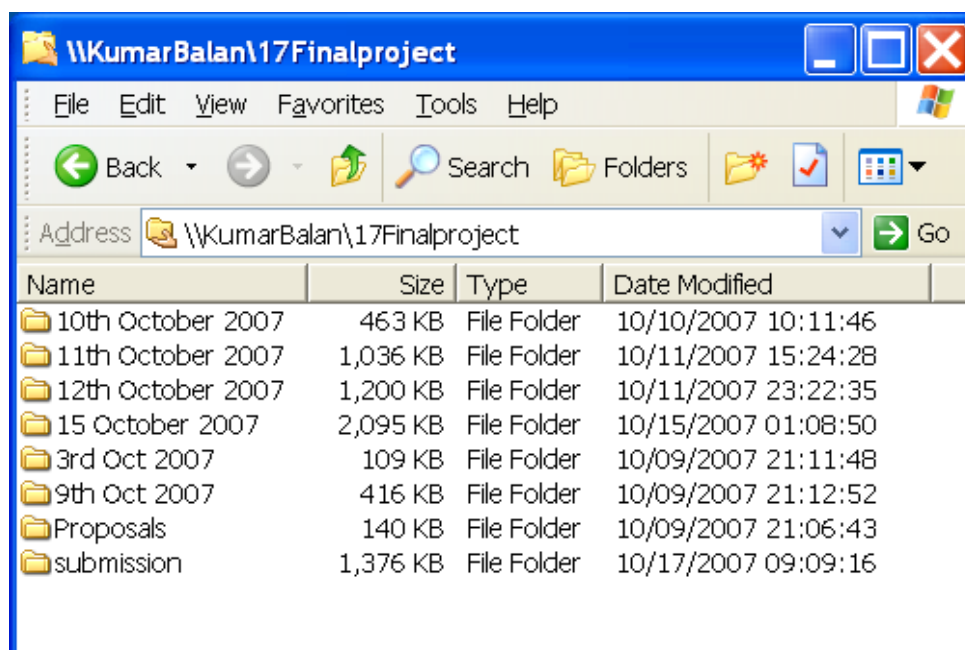 \\KumarBalan\17Finalproject
File Edit View Favorites Tools Help
Back Search Folders
Address \\KumarBalan\17Finalproject Go
Name Size Type Date Modified
10th October 2007 463 KB File Folder 10/10/2007 10:11:46
11th October 2007 1,036 KB File Folder 10/11/2007 15:24:28
12th October 2007 1,200 KB File Folder 10/11/2007 23:22:35
15 October 2007 2,095 KB File Folder 10/15/2007 01:08:50
3rd Oct 2007 109 KB File Folder 10/09/2007 21:11:48
9th Oct 2007 416 KB File Folder 10/09/2007 21:12:52
Proposals 140 KB File Folder 10/09/2007 21:06:43
submission 1,376 KB File Folder 10/17/2007 09:09:16